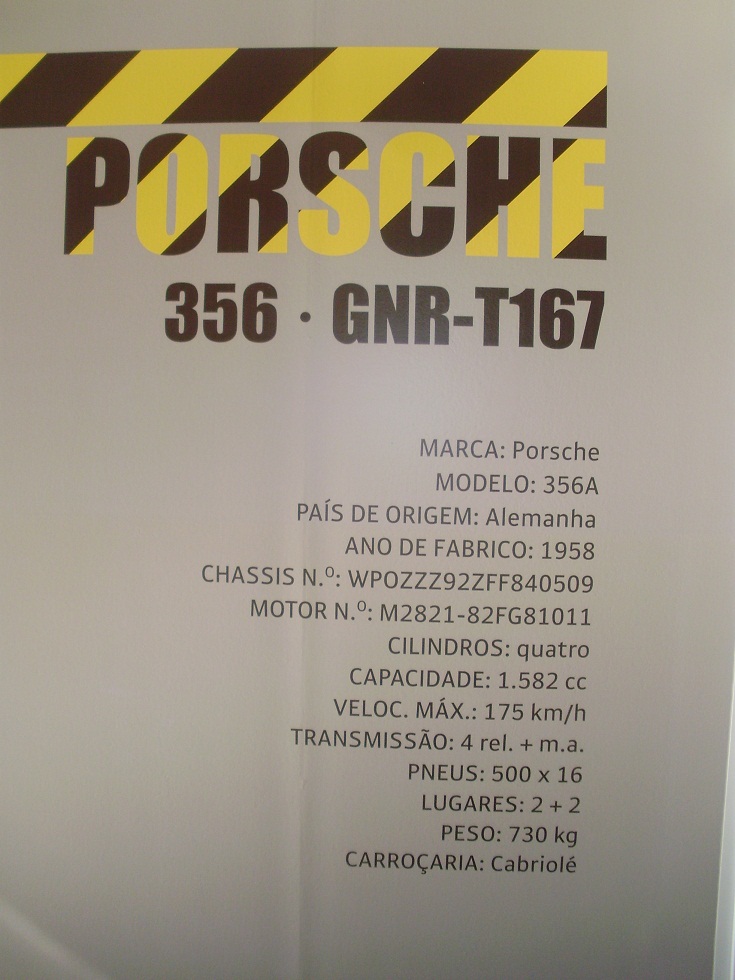 PORSCHE
356 · GNR-T167
MARCA: Porsche
MODELO: 356A
PAÍS DE ORIGEM: Alemanha
ANO DE FABRICO: 1958
CHASSIS N.º: WPOZZZ92ZFF840509
MOTOR N.º: M2821-82FG81011
CILINDROS: quatro
CAPACIDADE: 1.582 cc
VELOC. MÁX.: 175 km/h
TRANSMISSÃO: 4 rel. + m.a.
PNEUS: 500 x 16
LUGARES: 2 + 2
PESO: 730 kg
CARROÇARIA: Cabriolé